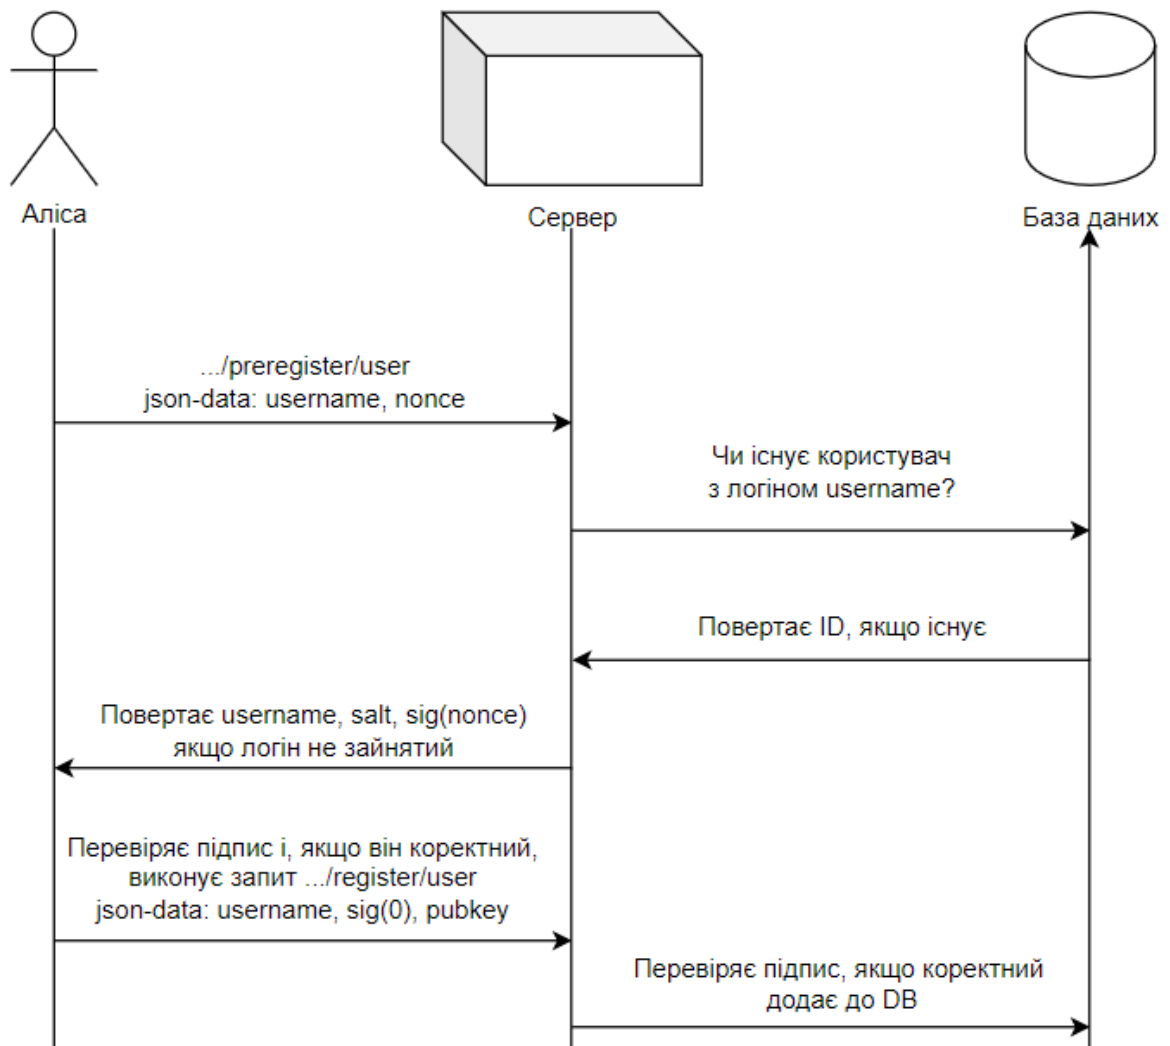 Аліса
Сервер
База даних
.../preregister/user
json-data: username, nonce
Чи існує користувач
з логіном username?
Повертає ID, якщо існує
Повертає username, salt, sig(nonce)
якщо логін не зайнятий
Перевіряє підпис і, якщо він коректний,
виконує запит .../register/user
json-data: username, sig(0), pubkey
Перевіряє підпис, якщо коректний
додає до DB